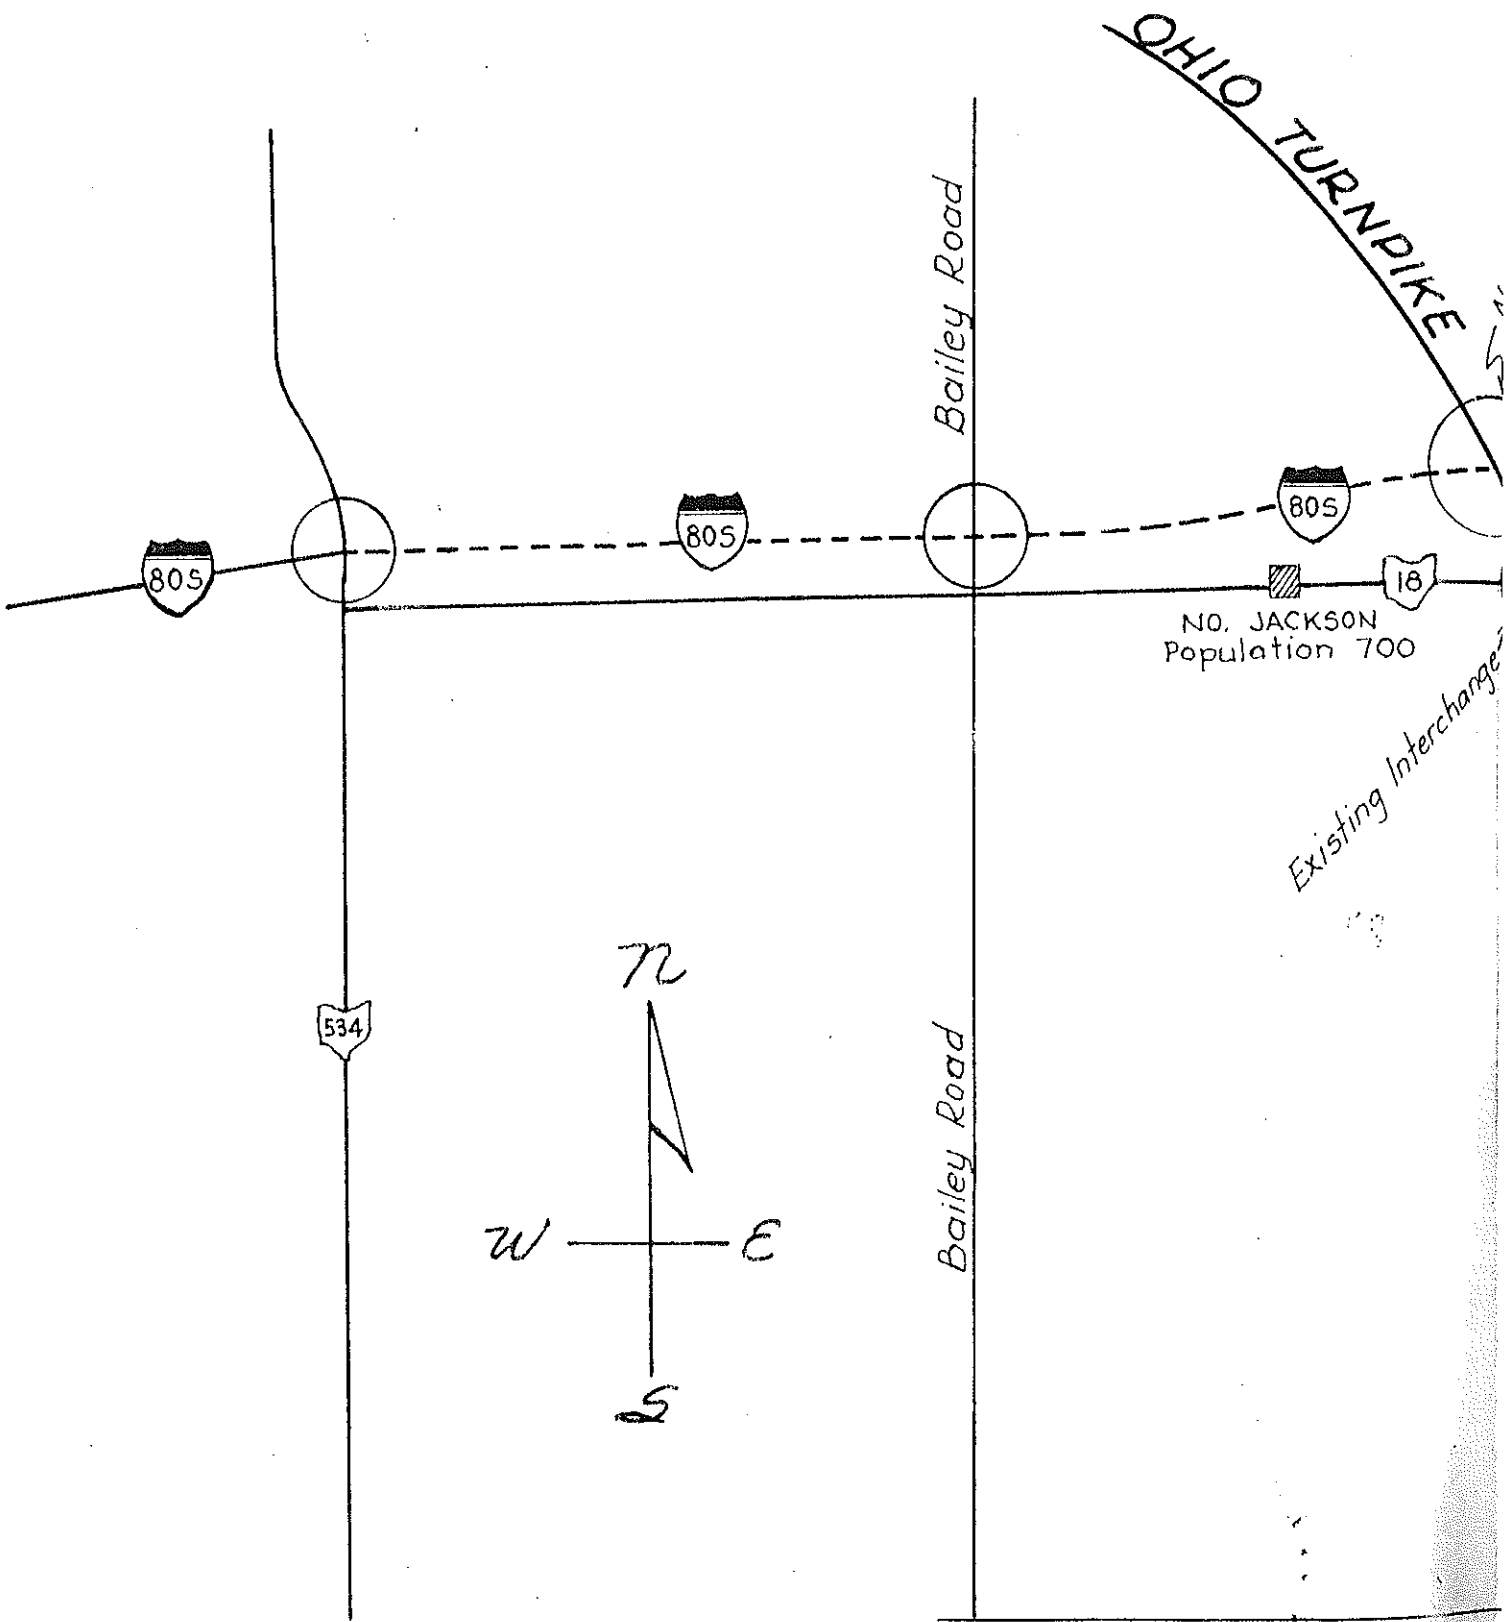 OHIO TURNPIKE
Bailey Road
80S
80S
80S
18
NO. JACKSON
Population 700
Existing Interchange
534
N
W
E
S
Bailey Road